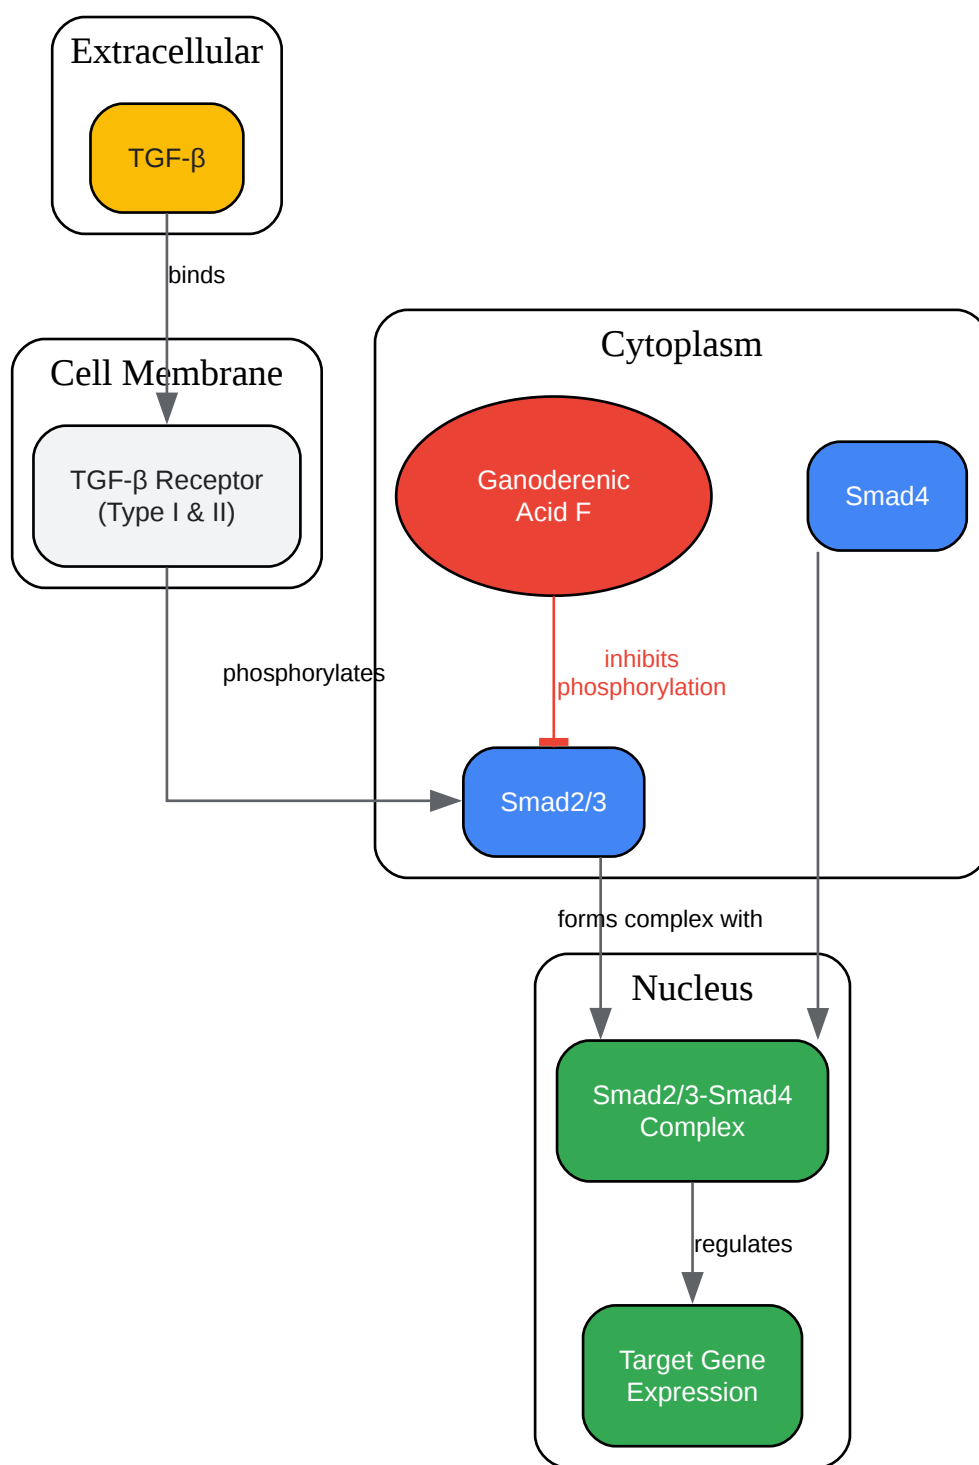 Extracellular
TGF-β
binds
Cell Membrane
TGF-β Receptor
(Type I & II)
Cytoplasm
Ganoderenic
Acid F
Smad4
phosphorylates
inhibits
phosphorylation
Smad2/3
forms complex with
Nucleus
Smad2/3-Smad4
Complex
regulates
Target Gene
Expression